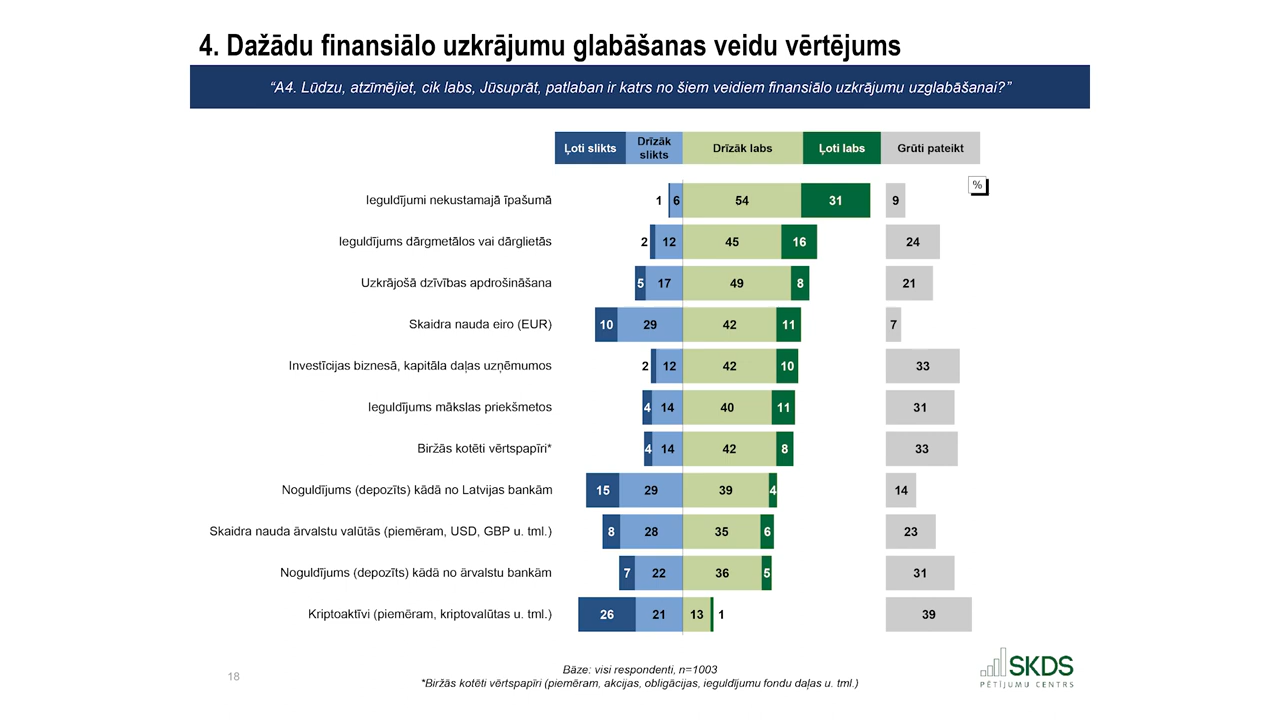 4. Dažādu finansiālo uzkrājumu glabāšanas veidu vērtējums
“A4. Lūdzu, atzīmējiet, cik labs, Jūsuprāt, patlaban ir katrs no šiem veidiem finansiālo uzkrājumu uzglabāšanai?”
Ļoti slikts Drīzāk slikts Drīzāk labs Ļoti labs Grūti pateikt
%
Ieguldījumi nekustamajā īpašumā 1 6 54 31 9
Ieguldījums dārgmetālos vai dārglietās 2 12 45 16 24
Uzkrājošā dzīvības apdrošināšana 5 17 49 8 21
Skaidra nauda eiro (EUR) 10 29 42 11 7
Investīcijas biznesā, kapitāla daļas uzņēmumos 2 12 42 10 33
Ieguldījums mākslas priekšmetos 4 14 40 11 31
Biržās kotēti vērtspapīri* 4 14 42 8 33
Noguldījums (depozīts) kādā no Latvijas bankām 15 29 39 4 14
Skaidra nauda ārvalstu valūtās (piemēram, USD, GBP u. tml.) 8 28 35 6 23
Noguldījums (depozīts) kādā no ārvalstu bankām 7 22 36 5 31
Kriptoaktīvi (piemēram, kriptovalūtas u. tml.) 26 21 13 1 39
18
Bāze: visi respondenti, n=1003
*Biržās kotēti vērtspapīri (piemēram, akcijas, obligācijas, ieguldījumu fondu daļas u. tml.)
SKDS
PĒTĪJUMU CENTRS